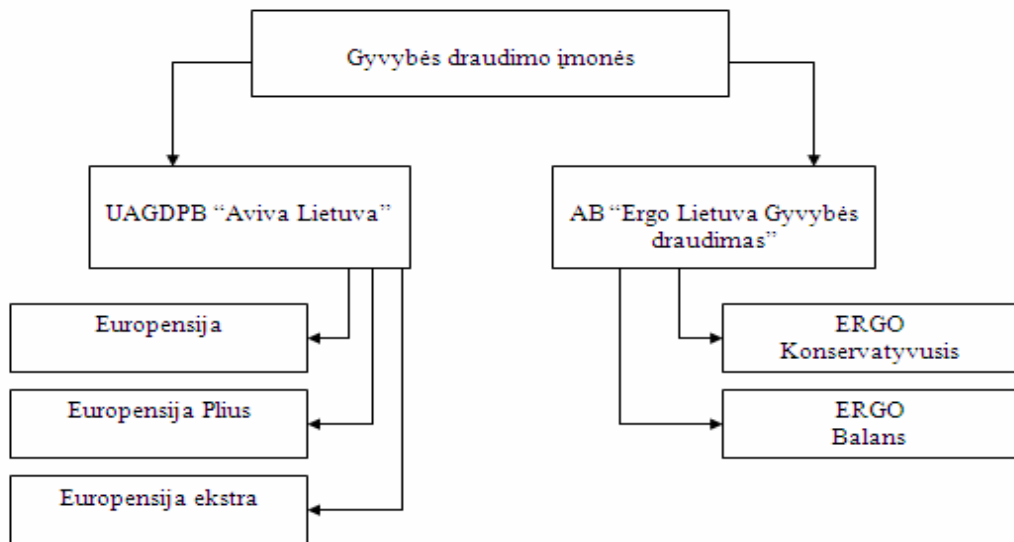 Gyvybės draudimo įmonės
UAGDPB “Aviva Lietuva”
AB “Ergo Lietuva Gyvybės
draudimas”
Europensija
Europensija Plius
Europensija ekstra
ERGO
Konservatyvusis
ERGO
Balans